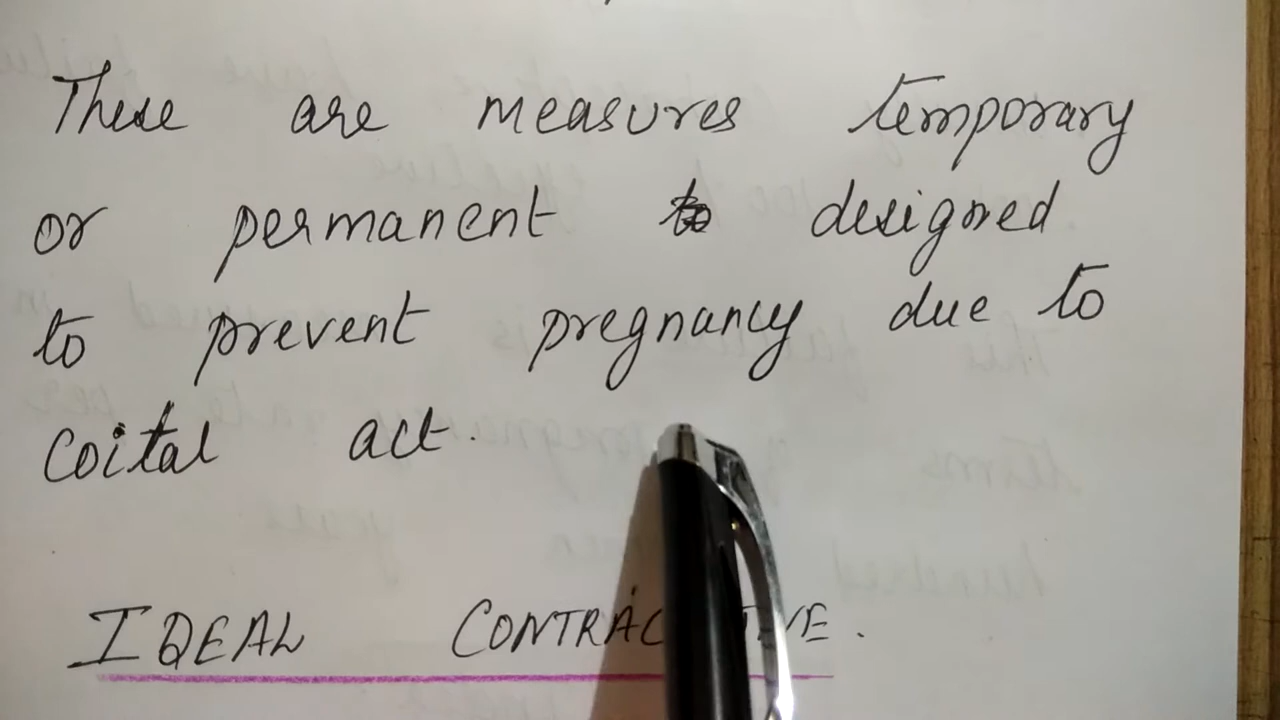 These are measures temporary
or permanent designed
to prevent pregnancy due to
Coital act.
IDEAL